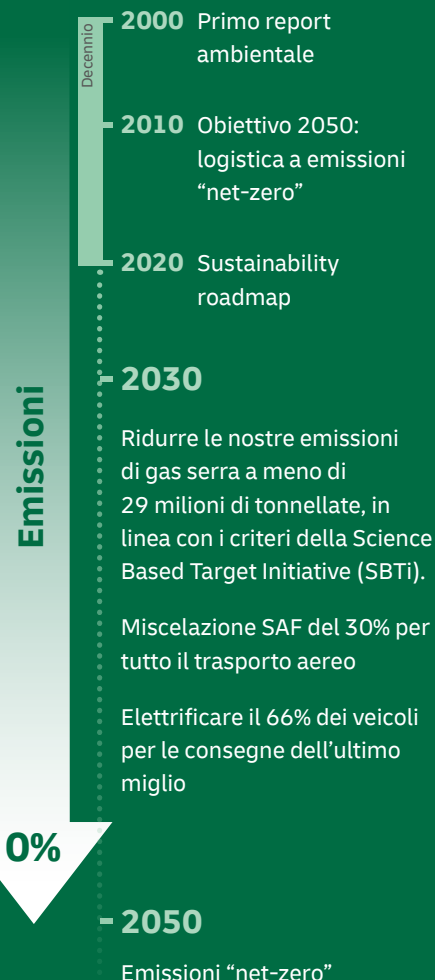 Decennio
2000 Primo report
ambientale
2010 Obiettivo 2050:
logistica a emissioni
“net-zero”
2020 Sustainability
roadmap
2030
Ridurre le nostre emissioni
di gas serra a meno di
29 milioni di tonnellate, in
linea con i criteri della Science
Based Target Initiative (SBTi).
Miscelazione SAF del 30% per
tutto il trasporto aereo
Elettrificare il 66% dei veicoli
per le consegne dell’ultimo
miglio
Emissioni
0%
2050
Emissioni “net-zero”